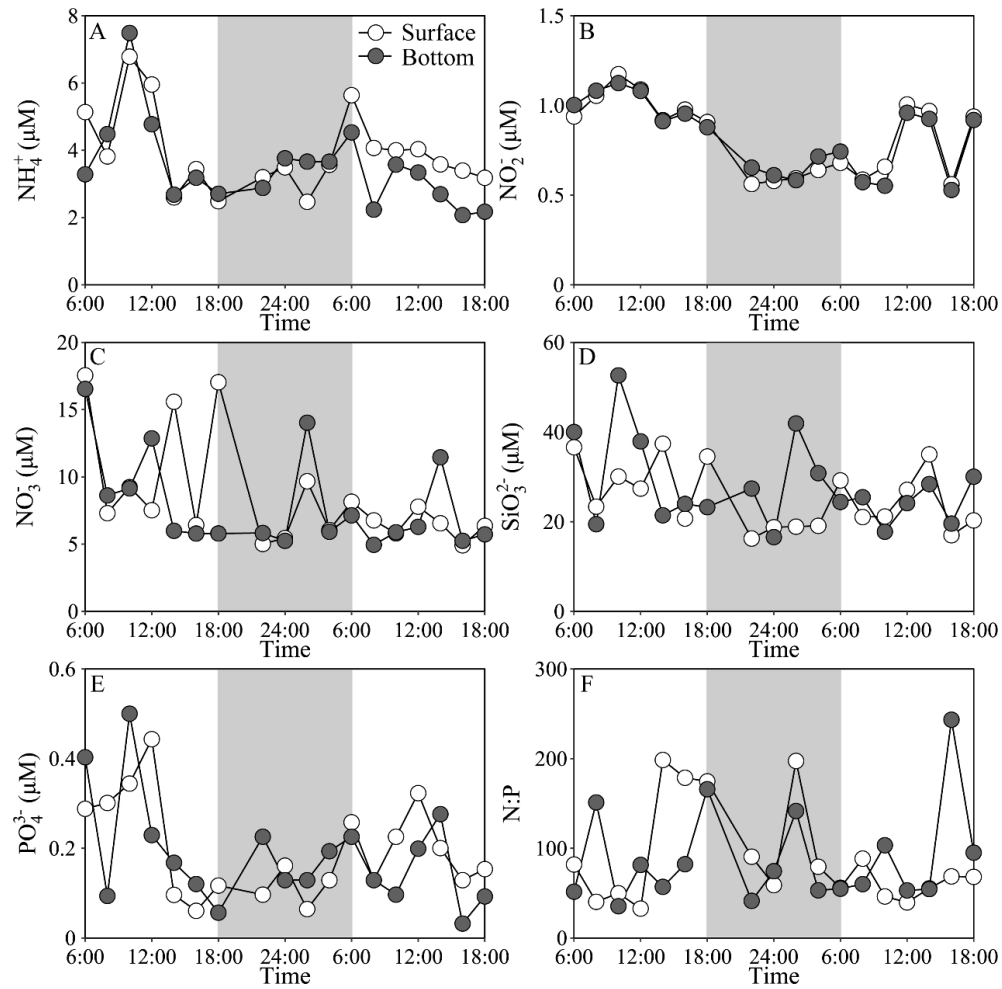 A
Surface
Bottom
NH₄⁺ (μM)
8
6
4
2
0
6:00 12:00 18:00 24:00 6:00 12:00 18:00
Time
B
NO₂⁻ (μM)
1.5
1.0
0.5
0
6:00 12:00 18:00 24:00 6:00 12:00 18:00
Time
C
NO₃⁻ (μM)
20
15
10
5
0
6:00 12:00 18:00 24:00 6:00 12:00 18:00
Time
D
SiO₃²⁻ (μM)
60
40
20
0
6:00 12:00 18:00 24:00 6:00 12:00 18:00
Time
E
PO₄³⁻ (μM)
0.6
0.4
0.2
0
6:00 12:00 18:00 24:00 6:00 12:00 18:00
Time
F
N:P
300
200
100
0
6:00 12:00 18:00 24:00 6:00 12:00 18:00
Time